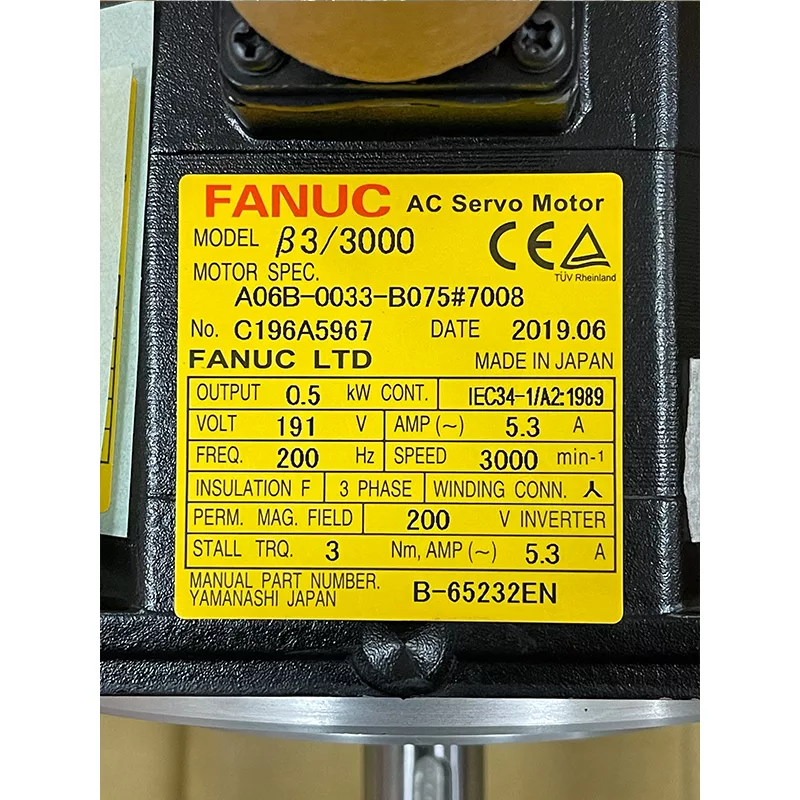 FANUC AC Servo Motor
MODEL β3/3000
CE
TÜV Rheinland
MOTOR SPEC.
A06B-0033-B075#7008
No. C196A5967 DATE 2019.06
FANUC LTD MADE IN JAPAN
OUTPUT 0.5 kW CONT. IEC34-1/A2:1989
VOLT 191 V AMP (~) 5.3 A
FREQ. 200 Hz SPEED 3000 min-1
INSULATION F 3 PHASE WINDING CONN.
PERM. MAG. FIELD 200 V INVERTER
STALL TRQ. 3 Nm, AMP (~) 5.3 A
MANUAL PART NUMBER. B-65232EN
YAMANASHI JAPAN